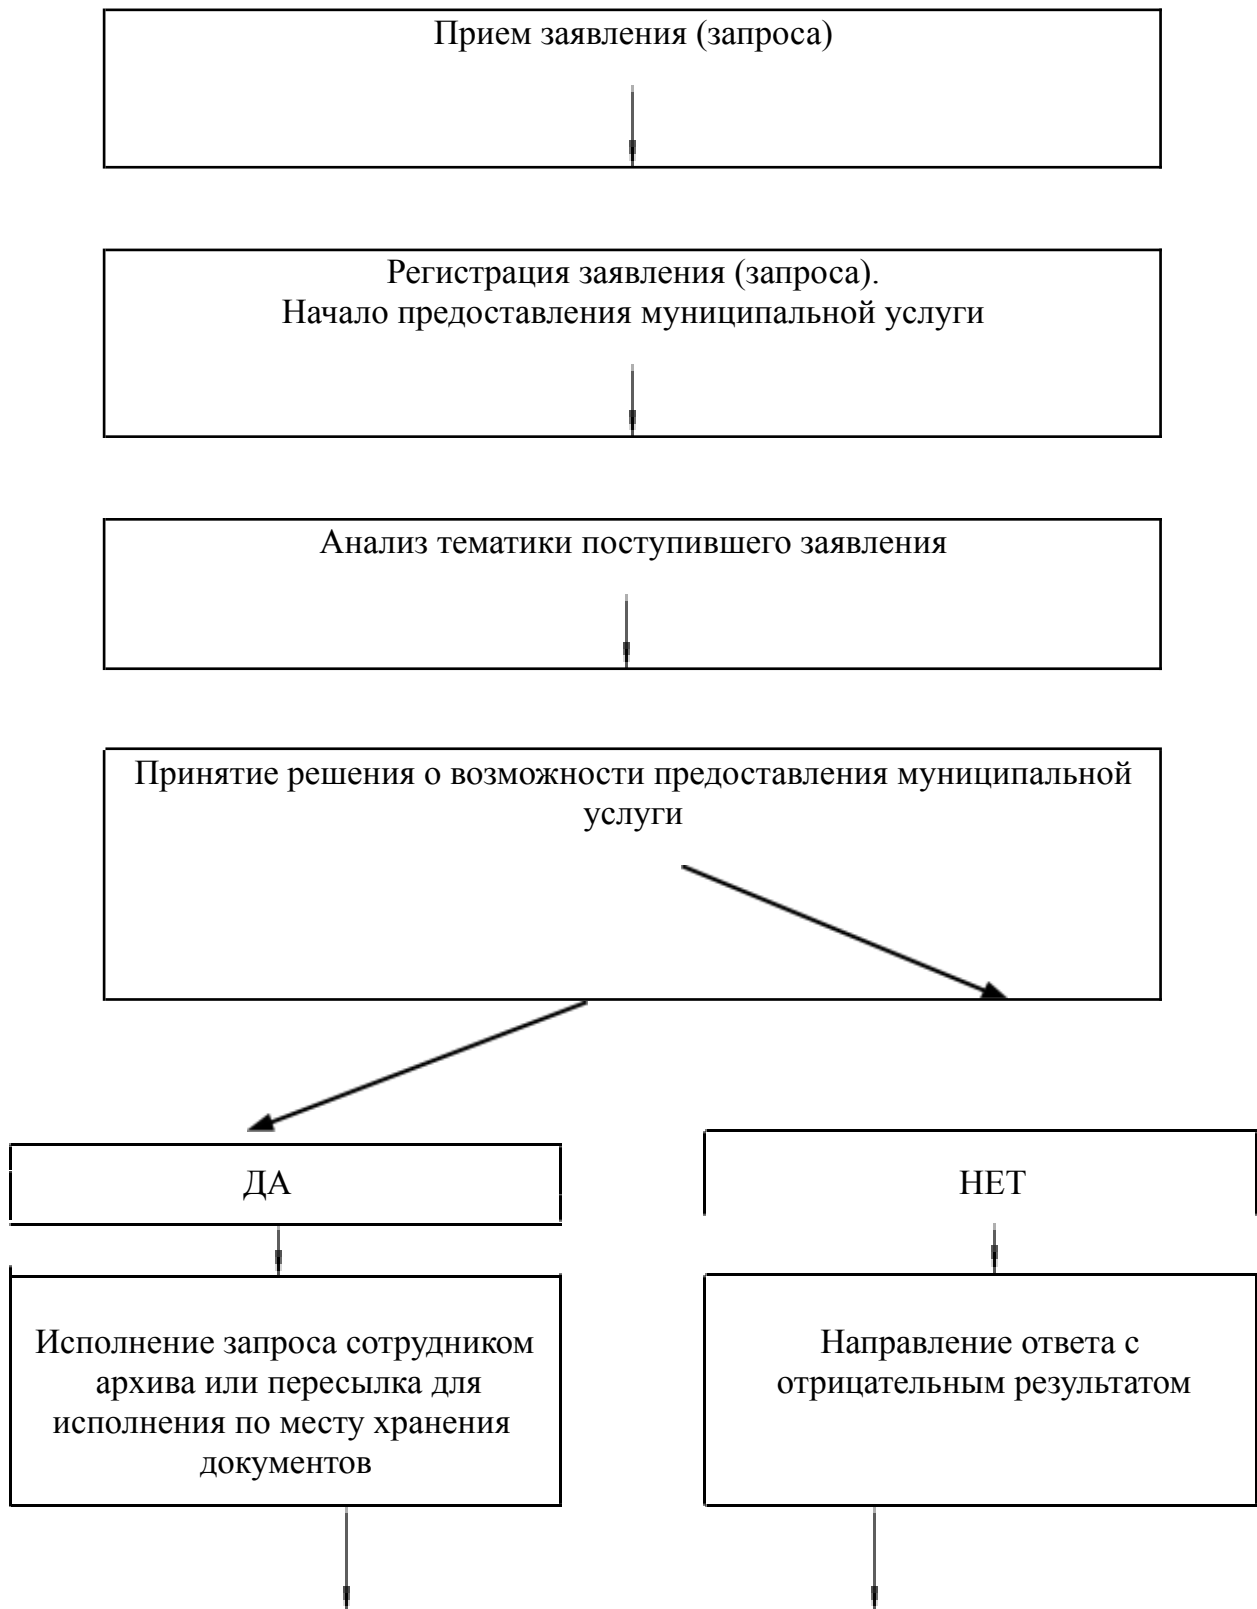 Прием заявления (запроса)
Регистрация заявления (запроса).
Начало предоставления муниципальной услуги
Анализ тематики поступившего заявления
Принятие решения о возможности предоставления муниципальной
услуги
ДА
НЕТ
Исполнение запроса сотрудником
архива или пересылка для
исполнения по месту хранения
документов
Направление ответа с
отрицательным результатом